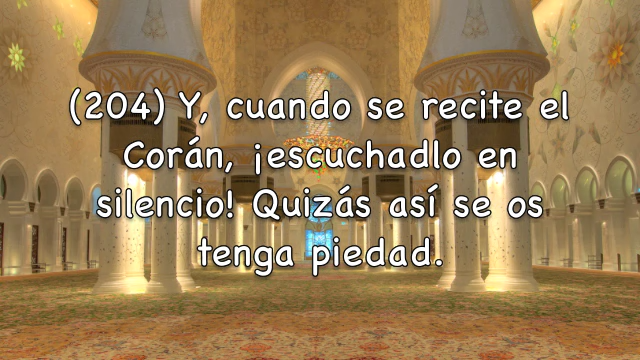 (204) Y, cuando se recite el
Corán, ¡escuchadlo en
silencio! Quizás así se os
tenga piedad.